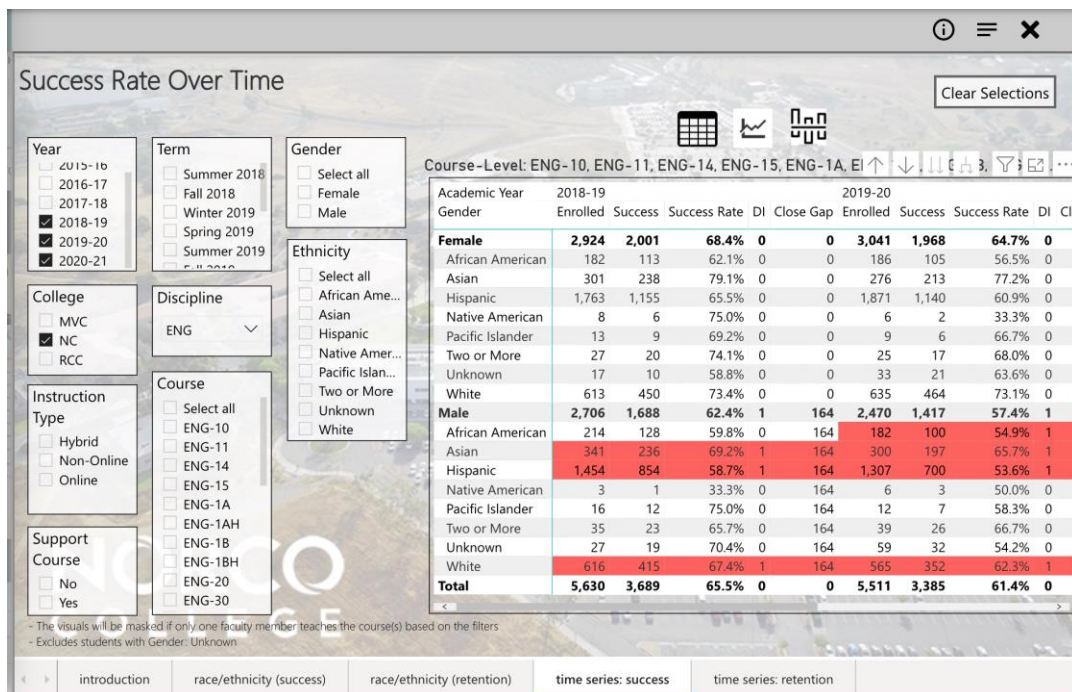 Success Rate Over Time
Clear Selections
Year
2015-16
2016-17
2017-18
2018-19
2019-20
2020-21
Term
Summer 2018
Fall 2018
Winter 2019
Spring 2019
Summer 2019
Fall 2019
Gender
Select all
Female
Male
Ethnicity
Select all
African Ame...
Asian
Hispanic
Native Amer...
Pacific Islan...
Two or More
Unknown
White
College
MVC
NC
RCC
Discipline
ENG
Instruction
Type
Hybrid
Non-Online
Online
Course
Select all
ENG-10
ENG-11
ENG-14
ENG-15
ENG-1A
ENG-1AH
ENG-1B
ENG-1BH
ENG-20
ENG-30
Support
Course
No
Yes
Course-Level: ENG-10, ENG-11, ENG-14, ENG-15, ENG-1A,
Academic Year 2018-19 2019-20
Gender Enrolled Success Success Rate DI Close Gap Enrolled Success Success Rate DI Cl
Female 2,924 2,001 68.4% 0 0 3,041 1,968 64.7% 0
African American 182 113 62.1% 0 0 186 105 56.5% 0
Asian 301 238 79.1% 0 0 276 213 77.2% 0
Hispanic 1,763 1,155 65.5% 0 0 1,871 1,140 60.9% 0
Native American 8 6 75.0% 0 0 6 2 33.3% 0
Pacific Islander 13 9 69.2% 0 0 9 6 66.7% 0
Two or More 27 20 74.1% 0 0 25 17 68.0% 0
Unknown 17 10 58.8% 0 0 33 21 63.6% 0
White 613 450 73.4% 0 0 635 464 73.1% 0
Male 2,706 1,688 62.4% 1 164 2,470 1,417 57.4% 1
African American 214 128 59.8% 0 164 182 100 54.9% 1
Asian 341 236 69.2% 1 164 300 197 65.7% 1
Hispanic 1,454 854 58.7% 1 164 1,307 700 53.6% 1
Native American 3 1 33.3% 0 164 6 3 50.0% 0
Pacific Islander 16 12 75.0% 0 164 12 7 58.3% 0
Two or More 35 23 65.7% 0 164 39 26 66.7% 0
Unknown 27 19 70.4% 0 164 59 32 54.2% 0
White 616 415 67.4% 1 164 565 352 62.3% 1
Total 5,630 3,689 65.5% 0 0 5,511 3,385 61.4% 0
- The visuals will be masked if only one faculty member teaches the course(s) based on the filters
- Excludes students with Gender: Unknown
introduction
race/ethnicity (success)
race/ethnicity (retention)
time series: success
time series: retention